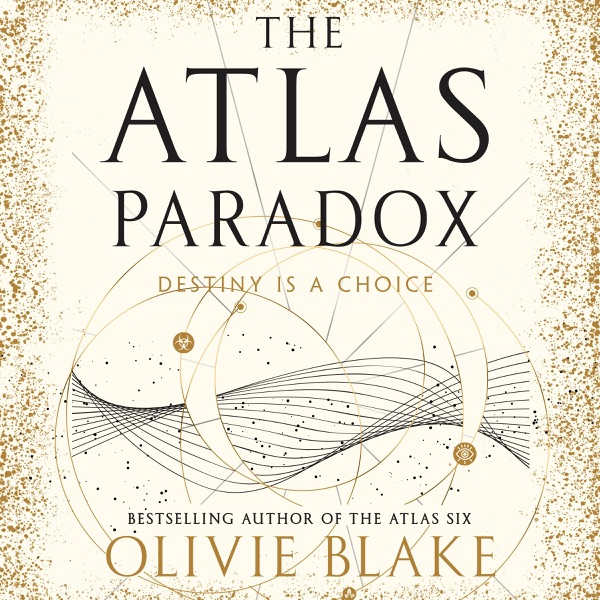 THE
ATLAS
PARADOX
DESTINY IS A CHOICE
BESTSELLING AUTHOR OF THE ATLAS SIX
OLIVIE BLAKE